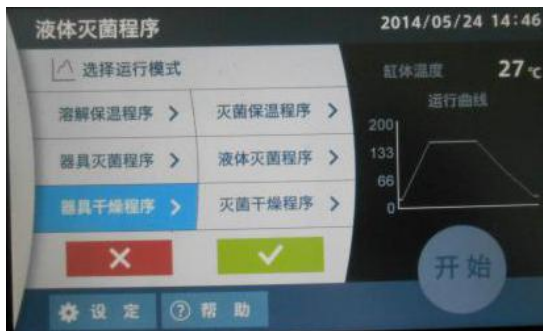 液体灭菌程序
2014/05/24 14:46
选择运行模式
缸体温度 27℃
溶解保温程序
灭菌保温程序
器具灭菌程序
液体灭菌程序
器具干燥程序
灭菌干燥程序
运行曲线
200
133
66
0
开始
设定
帮助